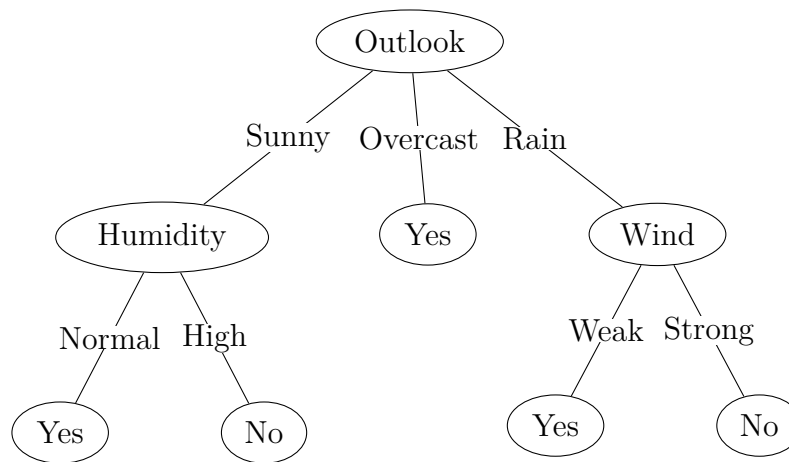 Outlook
Sunny Overcast Rain
Humidity Yes Wind
Normal High Weak Strong
Yes No Yes No